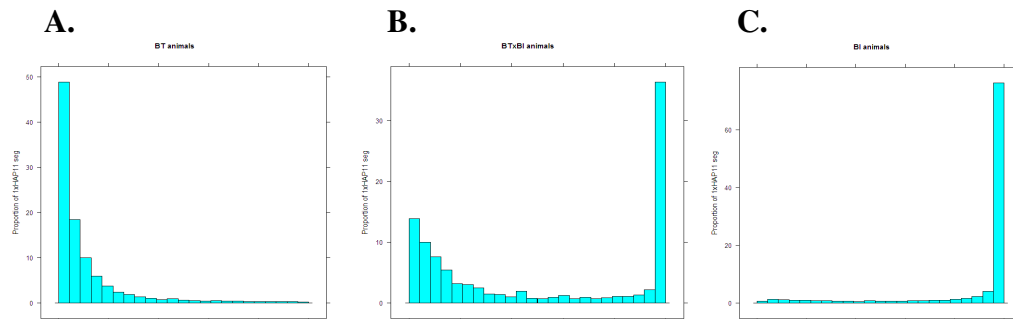 A.
BT animals
Proportion of 1xHAP11 seg
50
40
30
20
10
0
B.
BTxBI animals
Proportion of 1xHAP11 seg
30
20
10
0
C.
BI animals
Proportion of 1xHAP11 seg
60
40
20
0